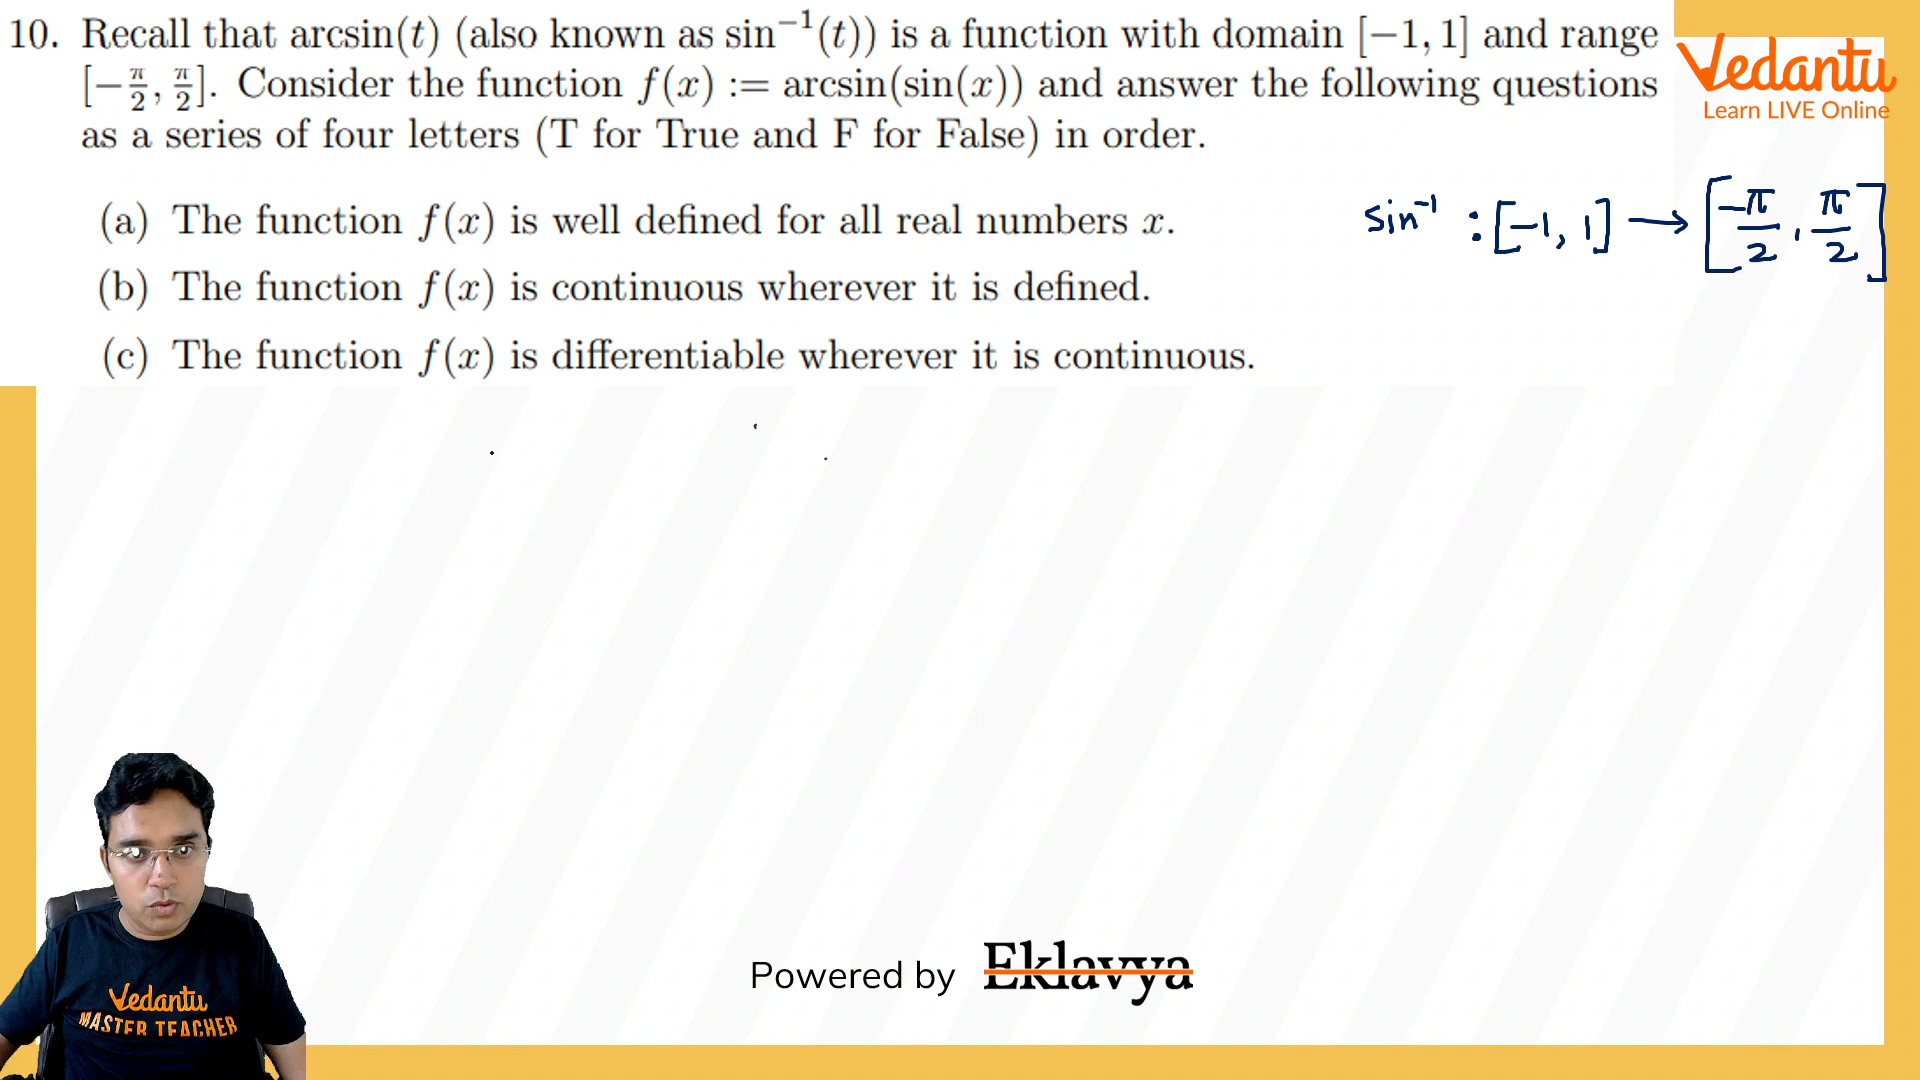 10. Recall that arcsin(t) (also known as sin⁻¹(t)) is a function with domain [−1, 1] and range
[−π/2, π/2]. Consider the function f(x) := arcsin(sin(x)) and answer the following questions
as a series of four letters (T for True and F for False) in order.
(a) The function f(x) is well defined for all real numbers x.
(b) The function f(x) is continuous wherever it is defined.
(c) The function f(x) is differentiable wherever it is continuous.
Vedantu
Learn LIVE Online
sin⁻¹ : [−1, 1] ⟶ [−π/2, π/2]
Vedantu
MASTER TEACHER
Powered by Eklavya